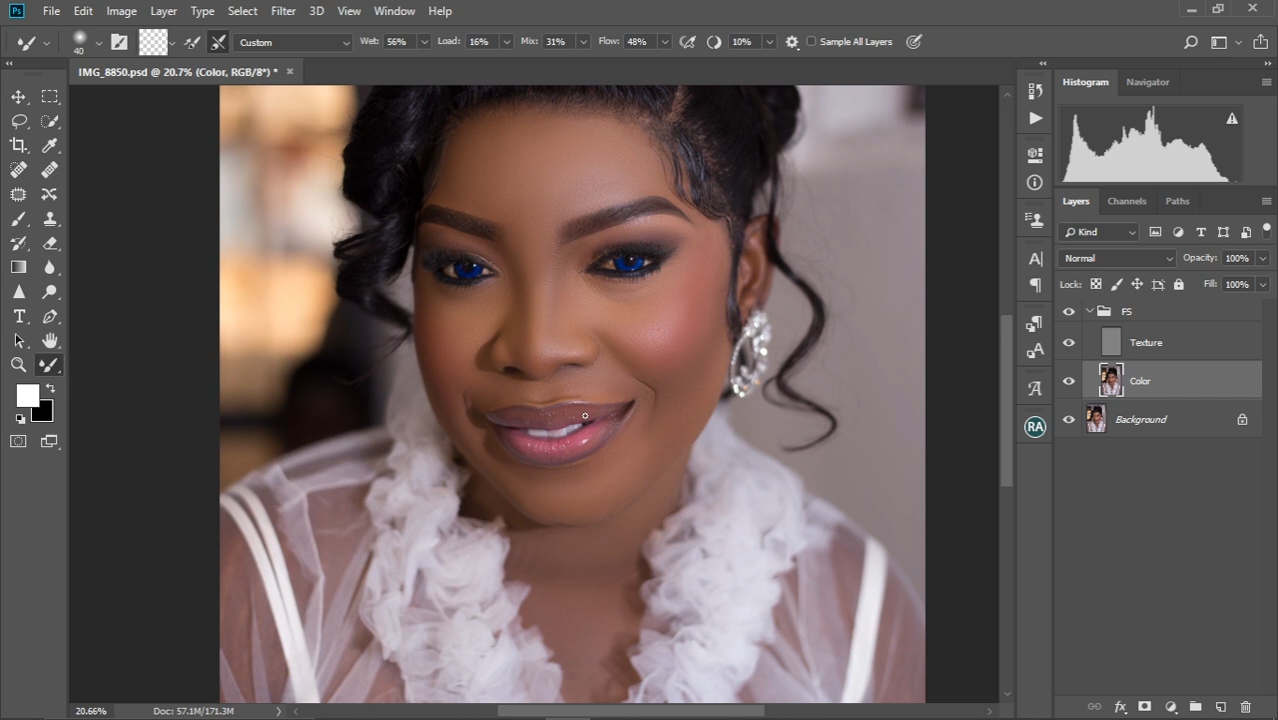 Ps File Edit Image Layer Type Select Filter 3D View Window Help
40 Custom Wet: 56% Load: 16% Mix: 31% Flow: 48% 10% Sample All Layers
IMG_8850.psd @ 20.7% (Color, RGB/8*) *
Histogram Navigator
Layers Channels Paths
Kind
Normal Opacity: 100%
Lock: Fill: 100%
FS
Texture
Color
Background
RA
20.66% Doc: 57.1M/171.3M